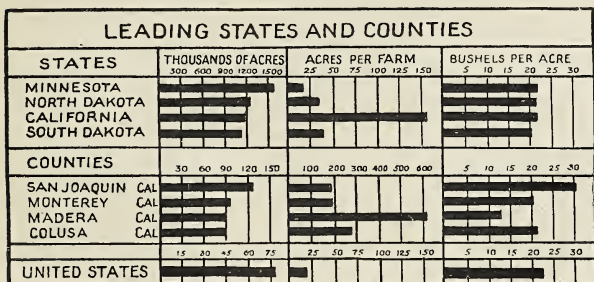 LEADING STATES AND COUNTIES
STATES THOUSANDS OF ACRES ACRES PER FARM BUSHELS PER ACRE
300 600 900 1200 1500 25 50 75 100 125 150 5 10 15 20 25 30
MINNESOTA
NORTH DAKOTA
CALIFORNIA
SOUTH DAKOTA
COUNTIES 30 60 90 120 150 100 200 300 400 500 600 5 10 15 20 25 30
SAN JOAQUIN CAL
MONTEREY CAL
MADERA CAL
COLUSA CAL
15 30 45 60 75 25 50 75 100 125 150 5 10 15 20 25 30
UNITED STATES